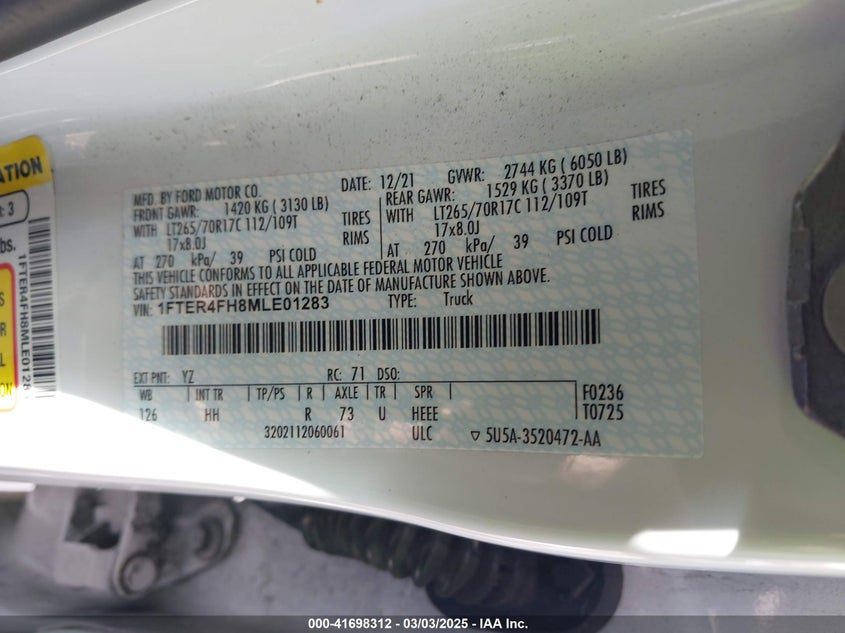 ATION
: 3
lbs.
1FTER4FH8MLE0128
S
R
L
ON
MFD. BY FORD MOTOR CO. DATE: 12/21 GVWR: 2744 KG ( 6050 LB)
FRONT GAWR: 1420 KG ( 3130 LB) REAR GAWR: 1529 KG ( 3370 LB)
WITH LT265/70R17C 112/109T TIRES WITH LT265/70R17C 112/109T TIRES
17x8.0J RIMS 17x8.0J RIMS
AT 270 kPa/ 39 PSI COLD AT 270 kPa/ 39 PSI COLD
THIS VEHICLE CONFORMS TO ALL APPLICABLE FEDERAL MOTOR VEHICLE
SAFETY STANDARDS IN EFFECT ON THE DATE OF MANUFACTURE SHOWN ABOVE.
VIN: 1FTER4FH8MLE01283 TYPE: Truck
EXT PNT: YZ RC: 71 DSO:
WB INT TR TP/PS R AXLE TR SPR F0236
126 HH R 73 U HEEE T0725
3202112060061 ULC ▽ 5U5A-3520472-AA
000-41698312 - 03/03/2025 - IAA Inc.